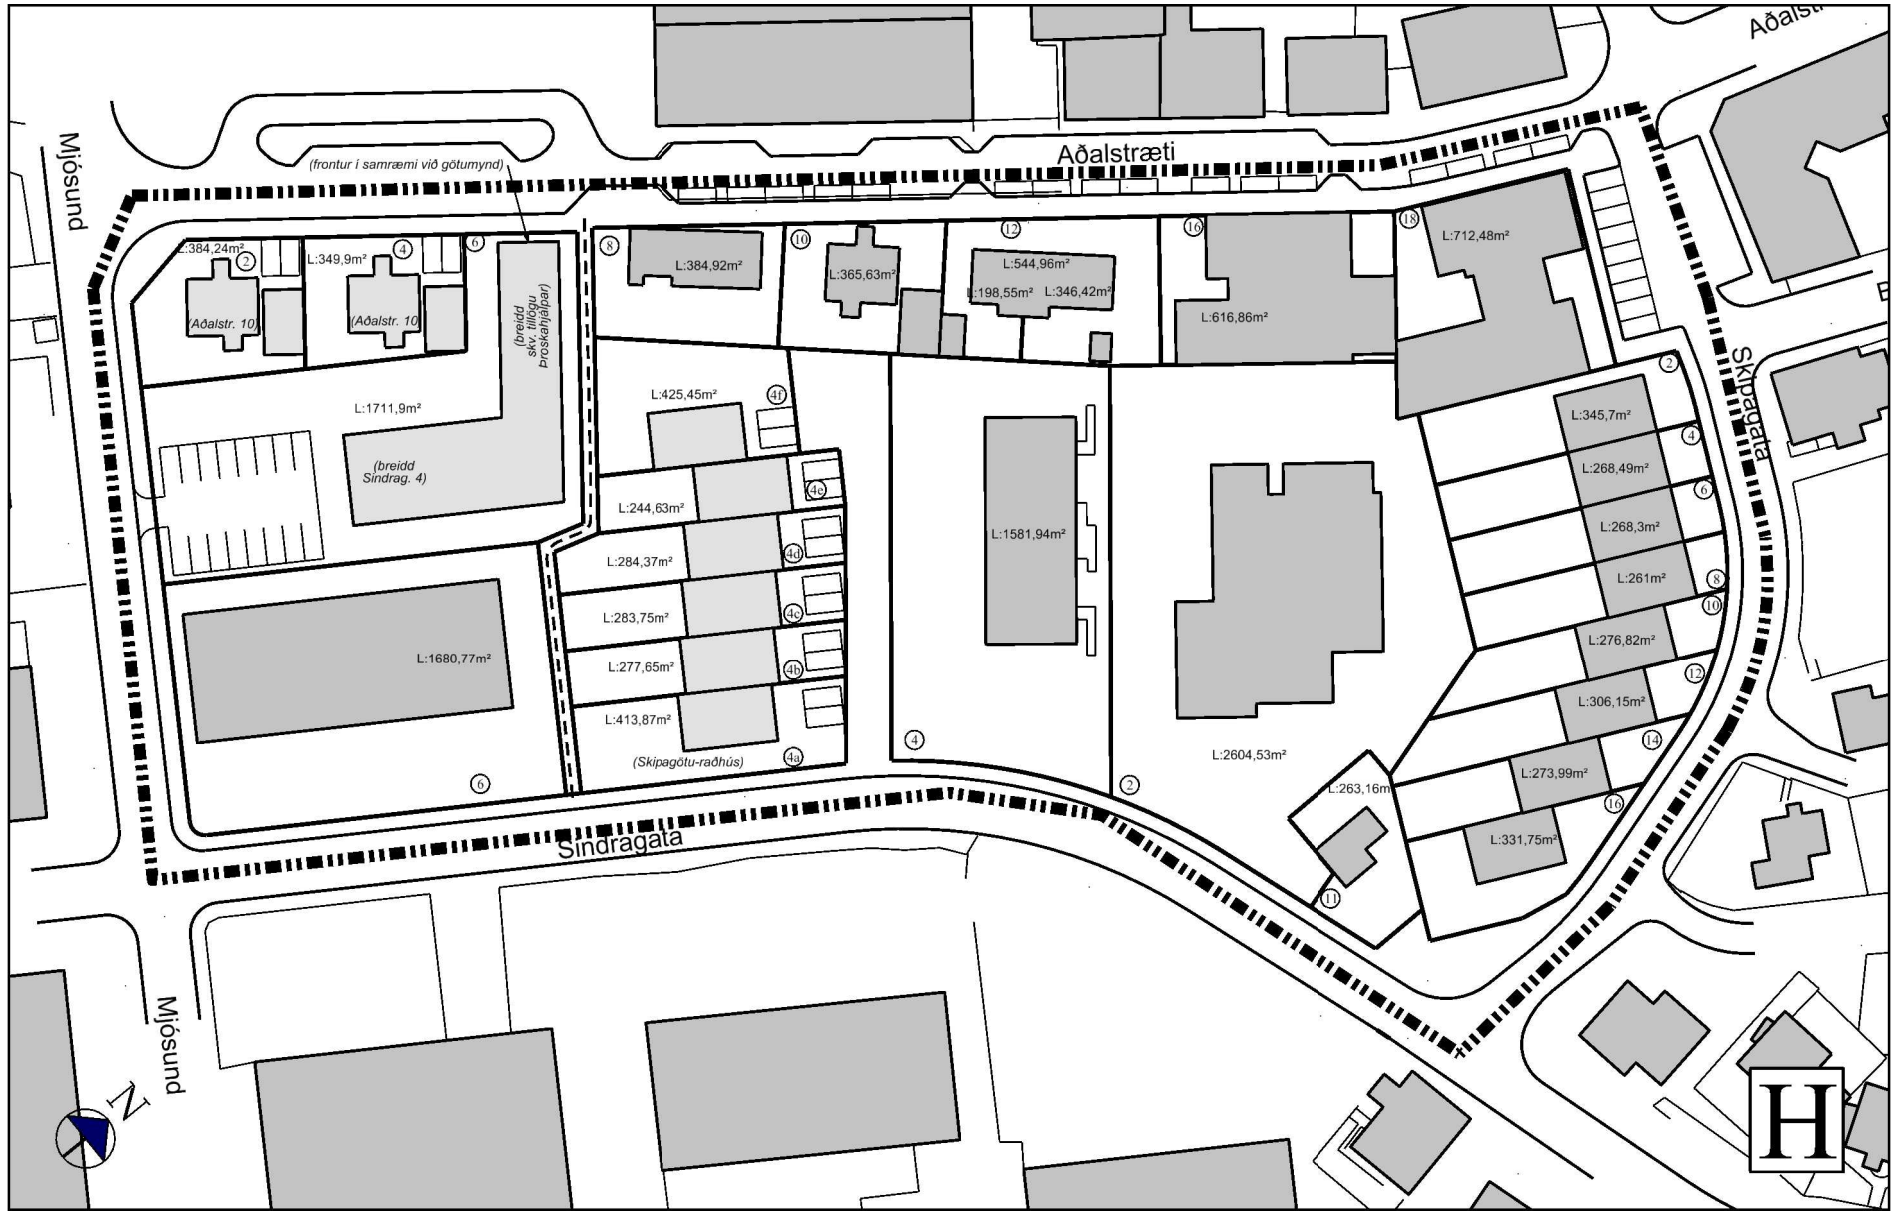 Aðalstr
Mjósund
(frontur í samræmi við götumynd)
Aðalstræti
L:384,24m²
2
L:349,9m²
4
6
8
L:384,92m²
10
L:365,63m²
12
L:544,96m²
L:198,55m²
L:346,42m²
16
L:616,86m²
18
L:712,48m²
(Aðalstr. 10)
(Aðalstr. 10)
(breidd
skv. tillögu
Þroskahjálpar)
Skipagata
L:1711,9m²
(breidd
Sindrag. 4)
L:425,45m²
4f
L:244,63m²
4e
L:284,37m²
4d
L:283,75m²
4c
L:277,65m²
4b
L:413,87m²
4a
(Skipagötu-raðhús)
L:1581,94m²
4
L:2604,53m²
2
L:1680,77m²
6
2
L:345,7m²
4
L:268,49m²
6
L:268,3m²
L:261m²
8
10
L:276,82m²
12
L:306,15m²
14
L:273,99m²
16
L:331,75m²
L:263,16m
11
Sindragata
Mjósund
N
H